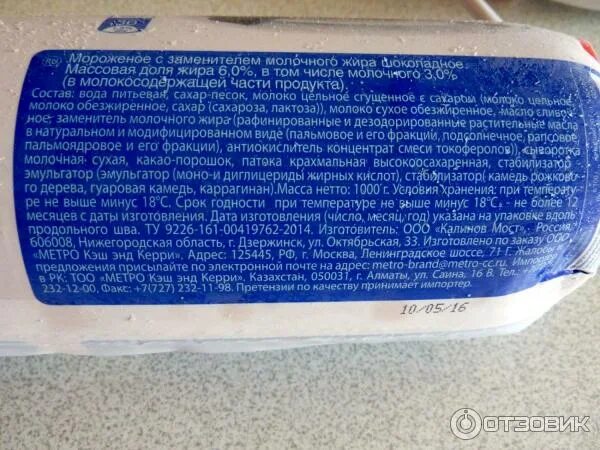 Мороженое с заменителем молочного жира шоколадное.
Массовая доля жира 6,0%, в том числе молочного 3,0%
(в молокосодержащей части продукта).
Состав: вода питьевая, сахар-песок, молоко цельное сгущенное с сахаром (молоко цельное,
молоко обезжиренное, сахар (сахароза, лактоза)), молоко сухое обезжиренное, масло сливоч-
ное, заменитель молочного жира (рафинированные и дезодорированные растительные масла
в натуральном и модифицированном виде (пальмовое и его фракции, подсолнечное, рапсовое,
пальмоядровое и его фракции), антиокислитель концентрат смеси токоферолов)), сыворотка
молочная сухая, какао-порошок, патока крахмальная высокоосахаренная, стабилизатор
эмульгатор (эмульгатор (моно-и диглицериды жирных кислот), стабилизатор( камедь рожково-
го дерева, гуаровая камедь, каррагинан).Масса нетто: 1000 г. Условия хранения: при температу-
ре не выше минус 18°С. Срок годности при температуре не выше минус 18°С, - не более 12
месяцев с даты изготовления. Дата изготовления (число, месяц, год) указана на упаковке вдоль
продольного шва. ТУ 9226-161-00419762-2014. Изготовитель: ООО «Калинов Мост», Россия,
606008, Нижегородская область, г. Дзержинск, ул. Октябрьская, 33. Изготовлено по заказу ООО
«МЕТРО Кэш энд Керри». Адрес: 125445, РФ, г. Москва, Ленинградское шоссе, 71 Г. Жалобы и
предложения присылайте по электронной почте на адрес: metro-brand@metro-cc.ru. Импортер
в РК: ТОО «МЕТРО Кэш энд Керри», Казахстан, 050031, г. Алматы, ул. Саина, 16 В. Тел.:
232-12-00, Факс: +7(727) 232-11-98. Претензии по качеству принимает импортер.
10/05/16
ОТЗОВИК